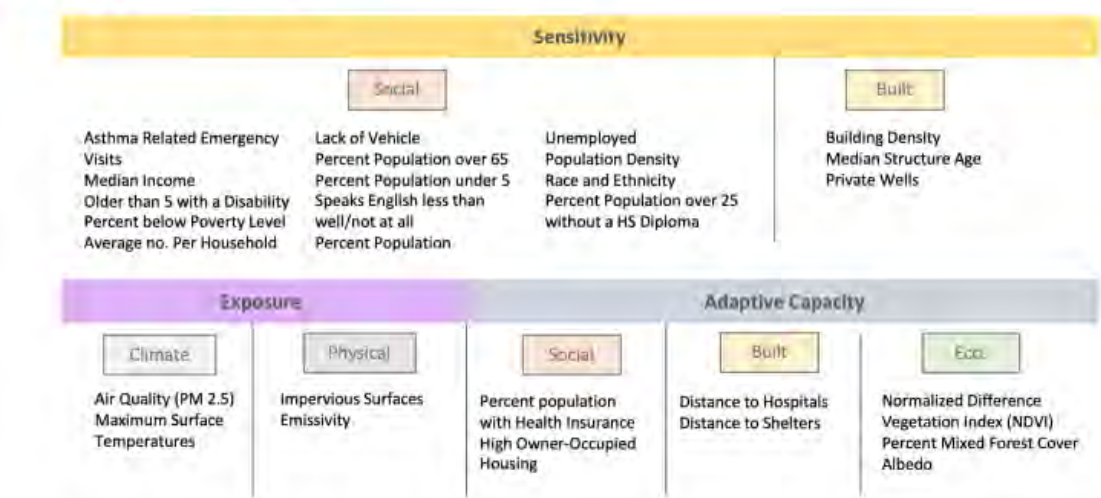 Sensitivity
Social
Asthma Related Emergency
Visits
Median Income
Older than 5 with a Disability
Percent below Poverty Level
Average no. Per Household
Lack of Vehicle
Percent Population over 65
Percent Population under 5
Speaks English less than
well/not at all
Percent Population
Unemployed
Population Density
Race and Ethnicity
Percent Population over 25
without a HS Diploma
Built
Building Density
Median Structure Age
Private Wells
Exposure
Climate
Air Quality (PM 2.5)
Maximum Surface
Temperatures
Physical
Impervious Surfaces
Emissivity
Adaptive Capacity
Social
Percent population
with Health Insurance
High Owner-Occupied
Housing
Built
Distance to Hospitals
Distance to Shelters
Eco
Normalized Difference
Vegetation Index (NDVI)
Percent Mixed Forest Cover
Albedo